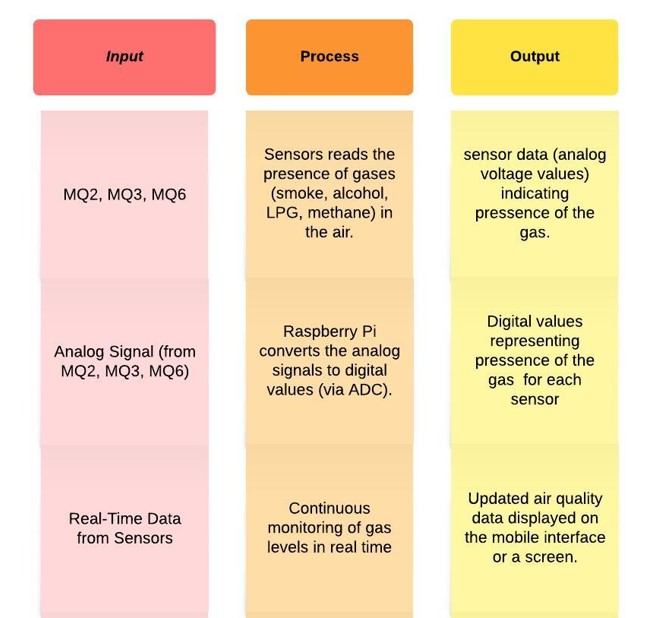 Input
Process
Output
MQ2, MQ3, MQ6
Sensors reads the
presence of gases
(smoke, alcohol,
LPG, methane) in
the air.
sensor data (analog
voltage values)
indicating
pressence of the
gas.
Analog Signal (from
MQ2, MQ3, MQ6)
Raspberry Pi
converts the analog
signals to digital
values (via ADC).
Digital values
representing
pressence of the
gas  for each
sensor
Real-Time Data
from Sensors
Continuous
monitoring of gas
levels in real time
Updated air quality
data displayed on
the mobile interface
or a screen.